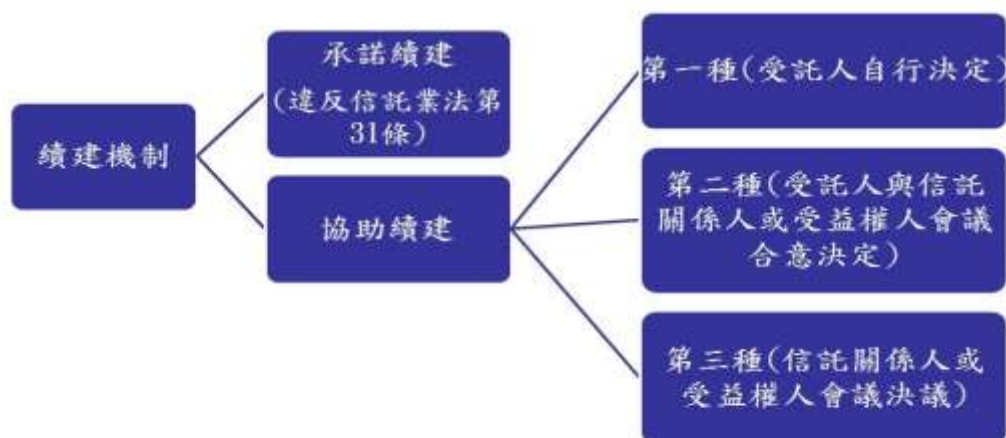 續建機制
承諾續建
(違反信託業法第
31條)
協助續建
第一種(受託人自行決定)
第二種(受託人與信託
關係人或受益權人會議
合意決定)
第三種(信託關係人或
受益權人會議決議)